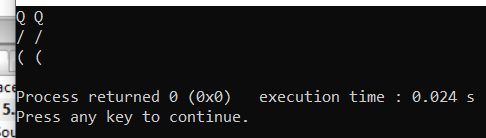 Q Q
/ /
( (
Process returned 0 (0x0)   execution time : 0.024 s
Press any key to continue.